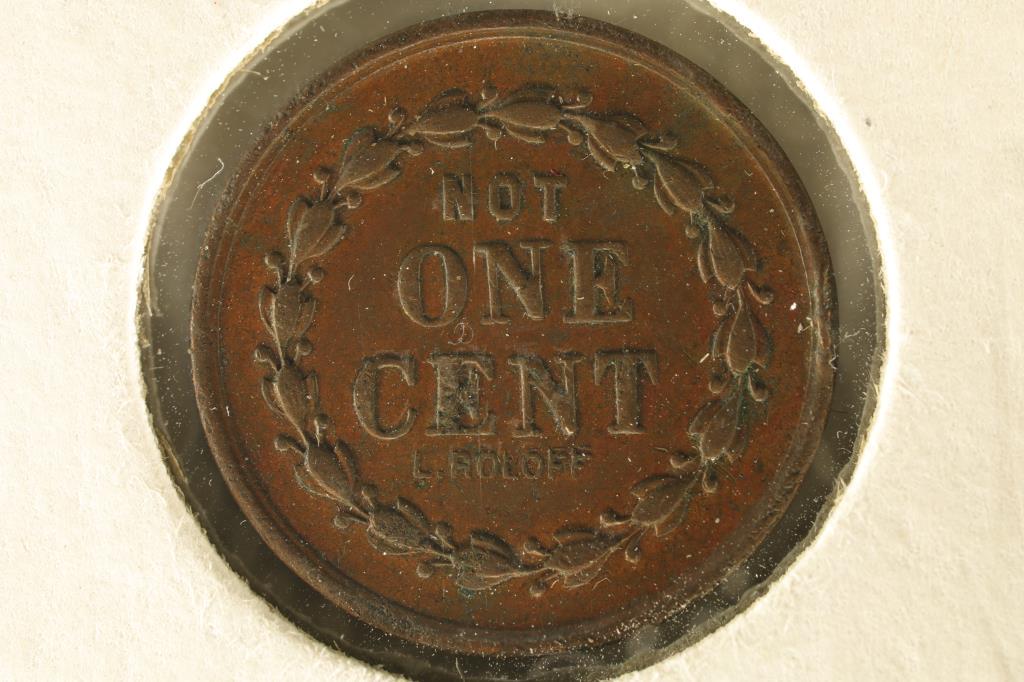 NOT
ONE
CENT
L. ROLOFF